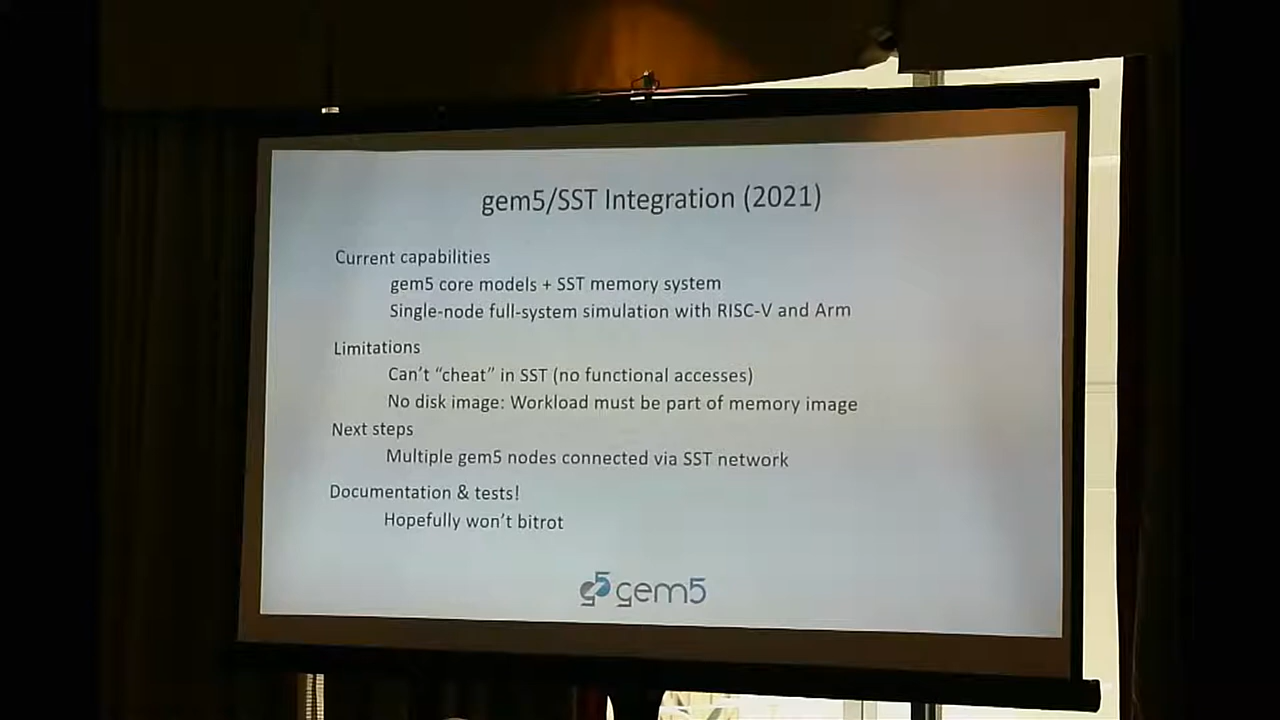 gem5/SST Integration (2021)
Current capabilities
gem5 core models + SST memory system
Single-node full-system simulation with RISC-V and Arm
Limitations
Can't “cheat” in SST (no functional accesses)
No disk image: Workload must be part of memory image
Next steps
Multiple gem5 nodes connected via SST network
Documentation & tests!
Hopefully won't bitrot
g5 gem5